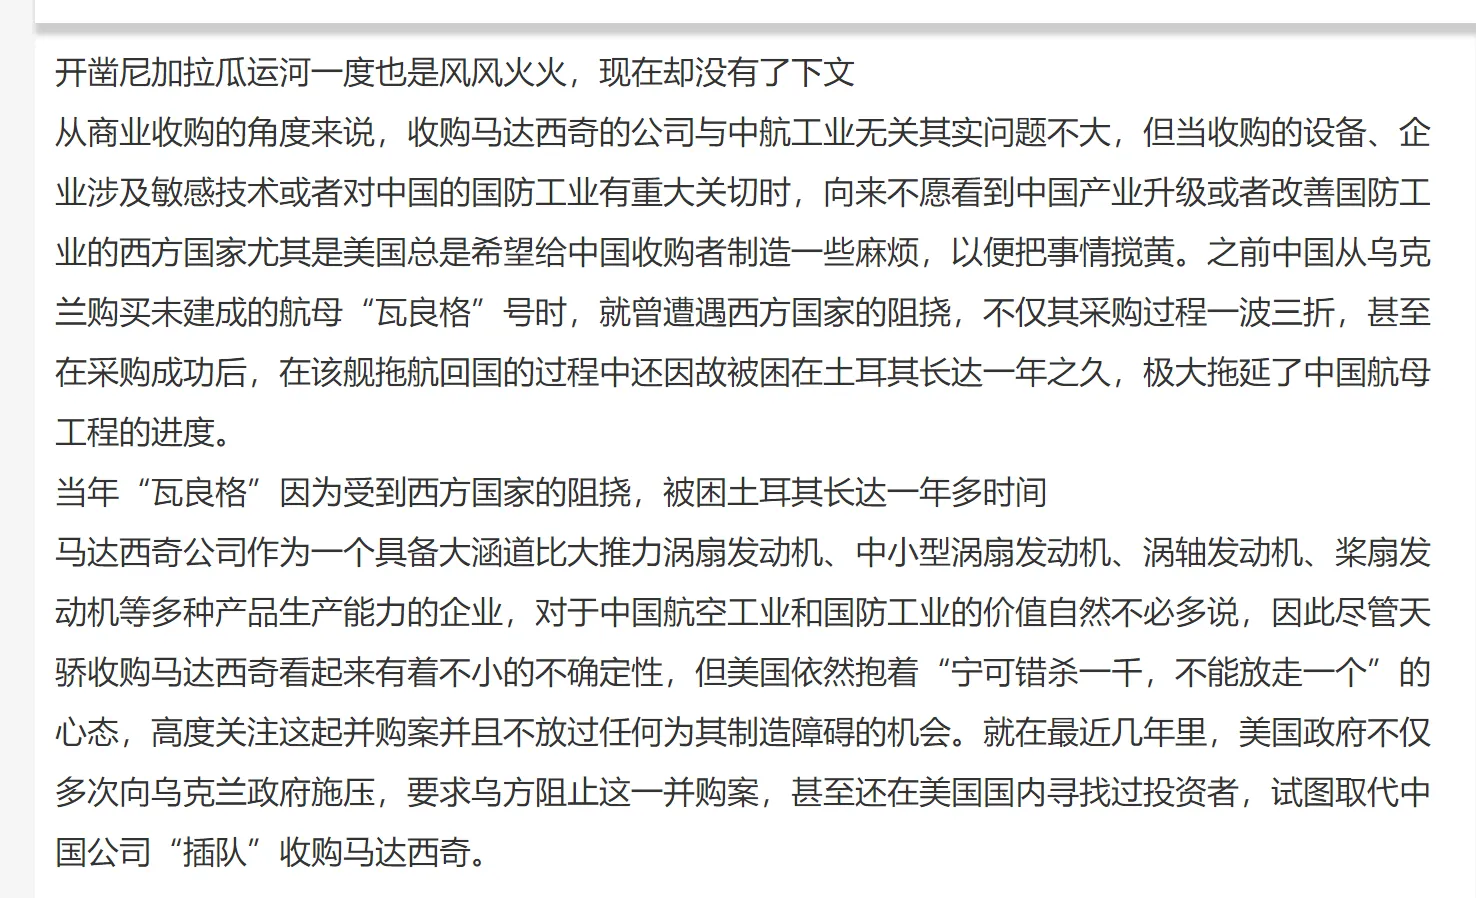 开凿尼加拉瓜运河一度也是风风火火，现在却没有了下文
从商业收购的角度来说，收购马达西奇的公司与中航工业无关其实问题不大，但当收购的设备、企
业涉及敏感技术或者对中国的国防工业有重大关切时，向来不愿看到中国产业升级或者改善国防工
业的西方国家尤其是美国总是希望给中国收购者制造一些麻烦，以便把事情搅黄。之前中国从乌克
兰购买未建成的航母“瓦良格”号时，就曾遭遇西方国家的阻挠，不仅其采购过程一波三折，甚至
在采购成功后，在该舰拖航回国的过程中还因故被困在土耳其长达一年之久，极大拖延了中国航母
工程的进度。
当年“瓦良格”因为受到西方国家的阻挠，被困土耳其长达一年多时间
马达西奇公司作为一个具备大涵道比大推力涡扇发动机、中小型涡扇发动机、涡轴发动机、桨扇发
动机等多种产品生产能力的企业，对于中国航空工业和国防工业的价值自然不必多说，因此尽管天
骄收购马达西奇看起来有着不小的不确定性，但美国依然抱着“宁可错杀一千，不能放走一个”的
心态，高度关注这起并购案并且不放过任何为其制造障碍的机会。就在最近几年里，美国政府不仅
多次向乌克兰政府施压，要求乌方阻止这一并购案，甚至还在美国国内寻找过投资者，试图取代中
国公司“插队”收购马达西奇。